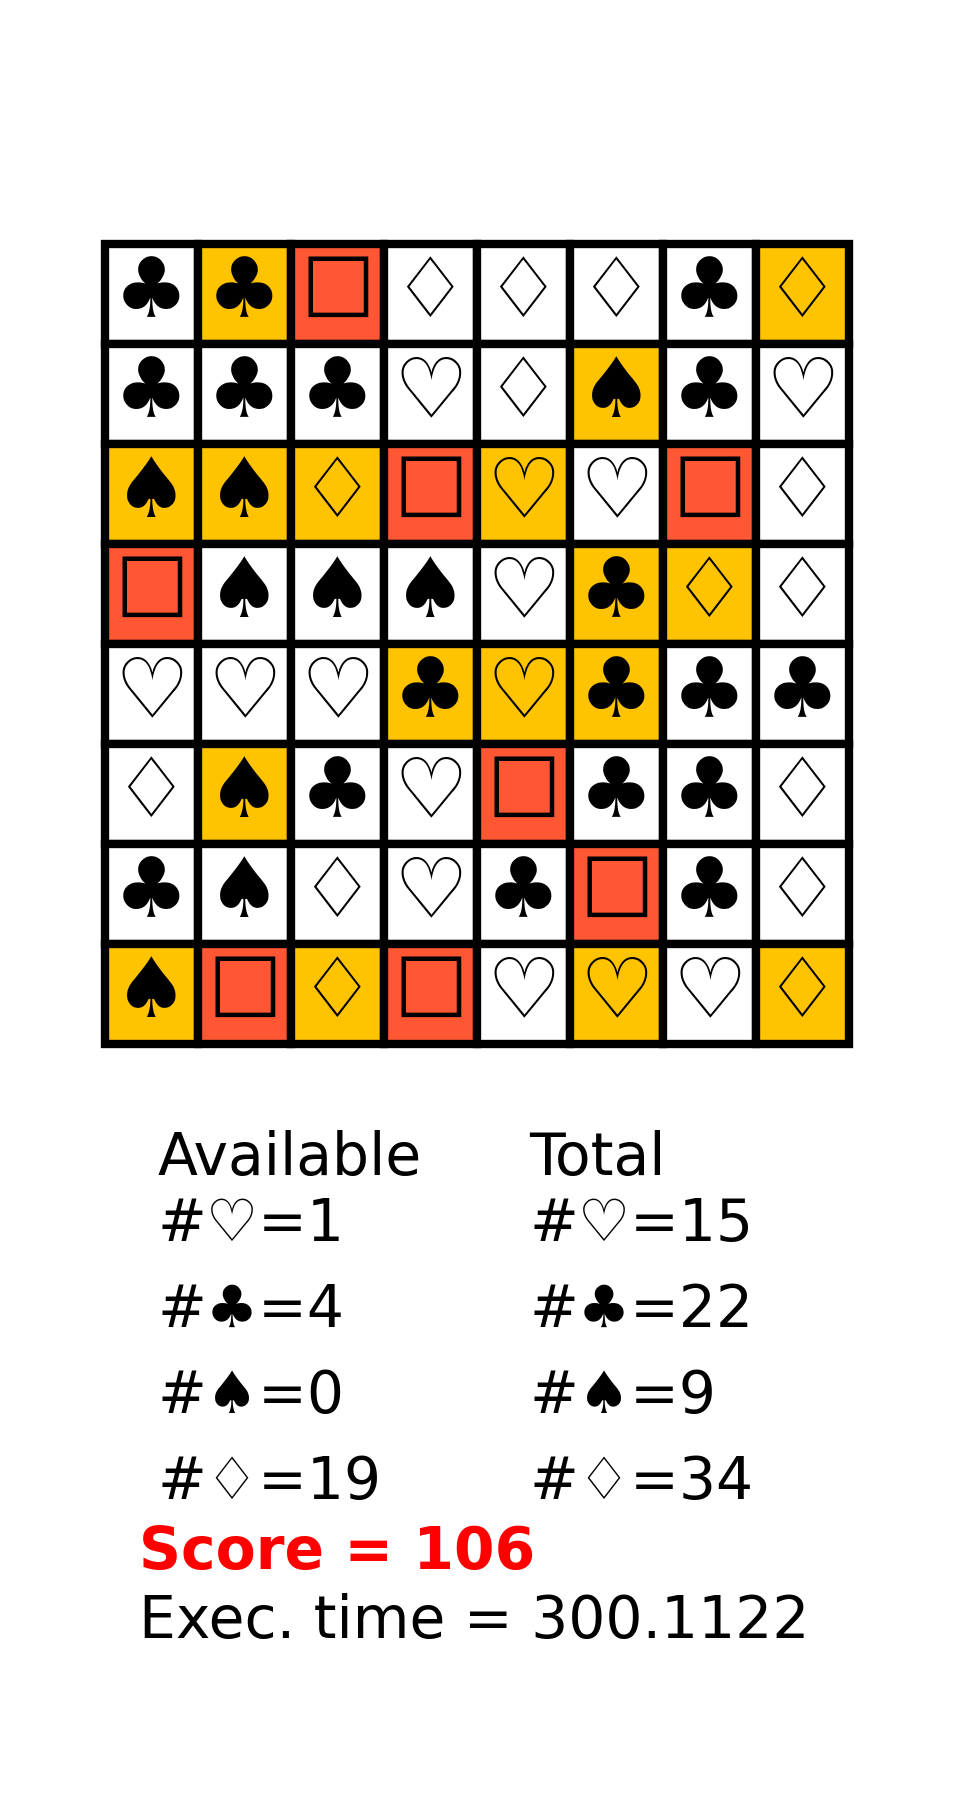 ♣ ♣ □ ♢ ♢ ♢ ♣ ♢
♣ ♣ ♣ ♡ ♢ ♠ ♣ ♡
♠ ♠ ♢ □ ♡ ♡ □ ♢
□ ♠ ♠ ♠ ♡ ♣ ♢ ♢
♡ ♡ ♡ ♣ ♡ ♣ ♣ ♣
♢ ♠ ♣ ♡ □ ♣ ♣ ♢
♣ ♠ ♢ ♡ ♣ □ ♣ ♢
♠ □ ♢ □ ♡ ♡ ♡ ♢
Available Total
#♡=1 #♡=15
#♣=4 #♣=22
#♠=0 #♠=9
#♢=19 #♢=34
Score = 106
Exec. time = 300.1122